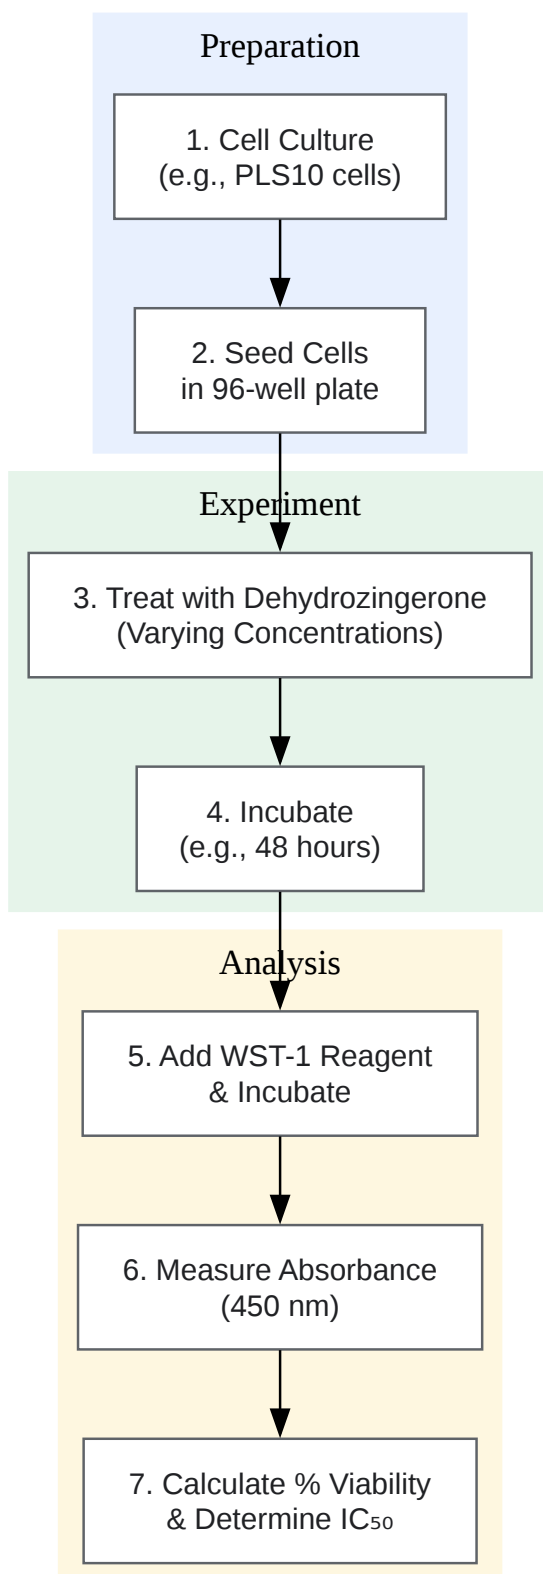 Preparation
1. Cell Culture
(e.g., PLS10 cells)
2. Seed Cells
in 96-well plate
Experiment
3. Treat with Dehydrozingerone
(Varying Concentrations)
4. Incubate
(e.g., 48 hours)
Analysis
5. Add WST-1 Reagent
& Incubate
6. Measure Absorbance
(450 nm)
7. Calculate % Viability
& Determine IC₅₀